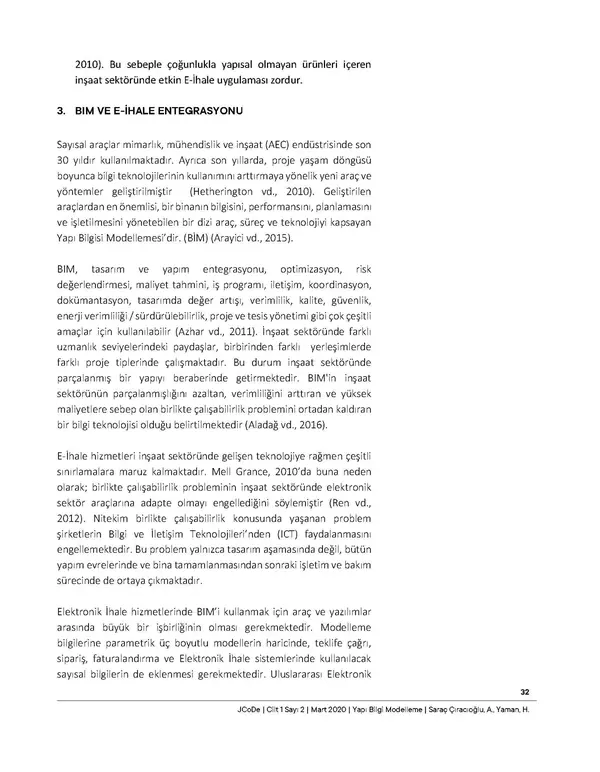 2010). Bu sebeple çoğunlukla yapısal olmayan ürünleri içeren
inşaat sektöründe etkin E-İhale uygulaması zordur.
3. BIM VE E-İHALE ENTEGRASYONU
Sayısal araçlar mimarlık, mühendislik ve inşaat (AEC) endüstrisinde son
30 yıldır kullanılmaktadır. Ayrıca son yıllarda, proje yaşam döngüsü
boyunca bilgi teknolojilerinin kullanımını arttırmaya yönelik yeni araç ve
yöntemler geliştirilmiştir (Hetherington vd., 2010). Geliştirilen
araçlardan en önemlisi, bir binanın bilgisini, performansını, planlamasını
ve işletilmesini yönetebilen bir dizi araç, süreç ve teknolojiyi kapsayan
Yapı Bilgisi Modellemesi'dir. (BİM) (Arayici vd., 2015).
BIM, tasarım ve yapım entegrasyonu, optimizasyon, risk
değerlendirmesi, maliyet tahmini, iş programı, iletişim, koordinasyon,
dokümantasyon, tasarımda değer artışı, verimlilik, kalite, güvenlik,
enerji verimliliği / sürdürülebilirlik, proje ve tesis yönetimi gibi çok çeşitli
amaçlar için kullanılabilir (Azhar vd., 2011). İnşaat sektöründe farklı
uzmanlık seviyelerindeki paydaşlar, birbirinden farklı yerleşimlerde
farklı proje tiplerinde çalışmaktadır. Bu durum inşaat sektöründe
parçalanmış bir yapıyı beraberinde getirmektedir. BIM'in inşaat
sektörünün parçalanmışlığını azaltan, verimliliğini arttıran ve yüksek
maliyetlere sebep olan birlikte çalışabilirlik problemini ortadan kaldıran
bir bilgi teknolojisi olduğu belirtilmektedir (Aladağ vd., 2016).
E-İhale hizmetleri inşaat sektöründe gelişen teknolojiye rağmen çeşitli
sınırlamalara maruz kalmaktadır. Mell Grance, 2010'da buna neden
olarak; birlikte çalışabilirlik probleminin inşaat sektöründe elektronik
sektör araçlarına adapte olmayı engellediğini söylemiştir (Ren vd.,
2012). Nitekim birlikte çalışabilirlik konusunda yaşanan problem
şirketlerin Bilgi ve İletişim Teknolojileri'nden (ICT) faydalanmasını
engellemektedir. Bu problem yalnızca tasarım aşamasında değil, bütün
yapım evrelerinde ve bina tamamlanmasından sonraki işletim ve bakım
sürecinde de ortaya çıkmaktadır.
Elektronik İhale hizmetlerinde BIM'i kullanmak için araç ve yazılımlar
arasında büyük bir işbirliğinin olması gerekmektedir. Modelleme
bilgilerine parametrik üç boyutlu modellerin haricinde, teklife çağrı,
sipariş, faturalandırma ve Elektronik İhale sistemlerinde kullanılacak
sayısal bilgilerin de eklenmesi gerekmektedir. Uluslararası Elektronik
32
JCoDe | Cilt 1 Sayı 2 | Mart 2020 | Yapı Bilgi Modelleme | Saraç Çıracıoğlu, A., Yaman, H.